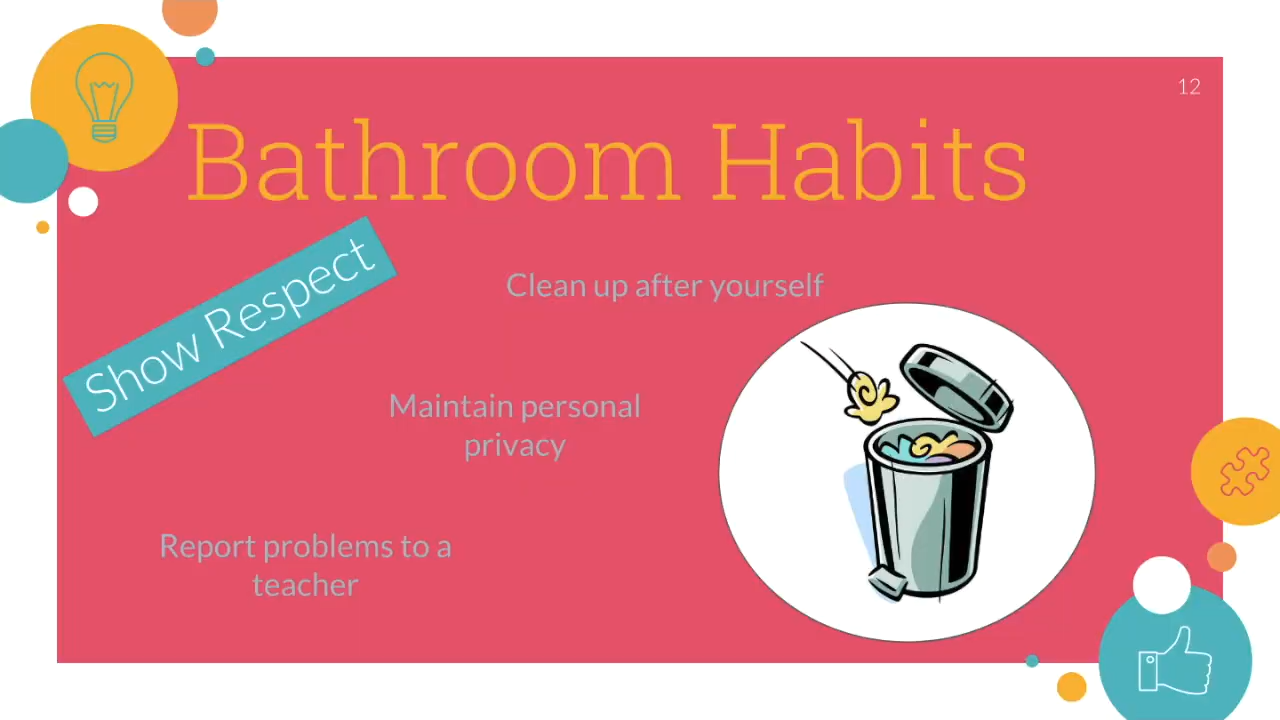 12
Bathroom Habits
Show Respect
Clean up after yourself
Maintain personal
privacy
Report problems to a
teacher